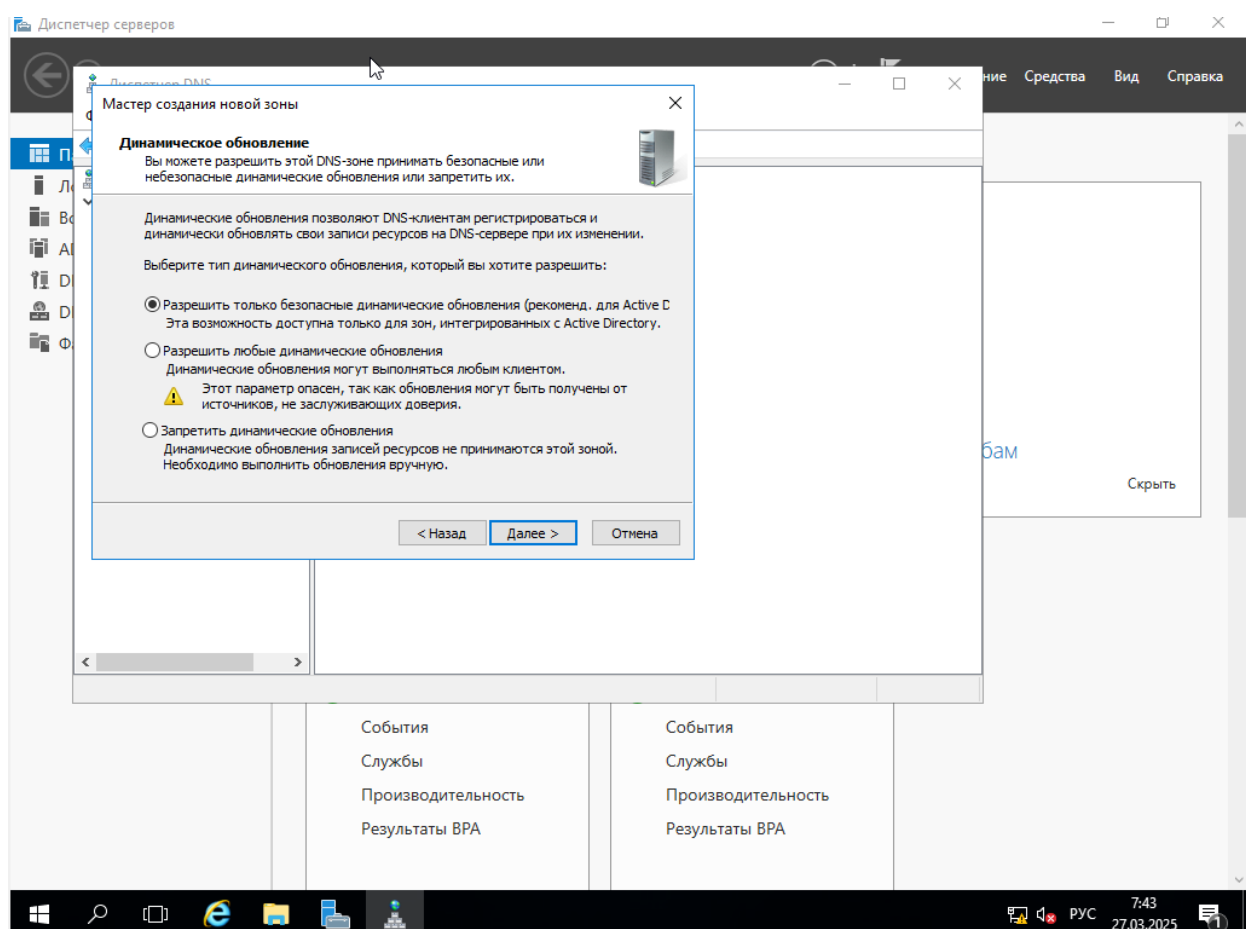 Диспетчер серверов
Диспетчер DNS
Средства
Вид
Справка
Мастер создания новой зоны
Динамическое обновление
Вы можете разрешить этой DNS-зоне принимать безопасные или
небезопасные динамические обновления или запретить их.
Динамические обновления позволяют DNS-клиентам регистрироваться и
динамически обновлять свои записи ресурсов на DNS-сервере при их изменении.
Выберите тип динамического обновления, который вы хотите разрешить:
Разрешить только безопасные динамические обновления (рекоменд. для Active D
Эта возможность доступна только для зон, интегрированных с Active Directory.
Разрешить любые динамические обновления
Динамические обновления могут выполняться любым клиентом.
Этот параметр опасен, так как обновления могут быть получены от
источников, не заслуживающих доверия.
Запретить динамические обновления
Динамические обновления записей ресурсов не принимаются этой зоной.
Необходимо выполнить обновления вручную.
< Назад
Далее >
Отмена
бам
Скрыть
События
Службы
Производительность
Результаты BPA
События
Службы
Производительность
Результаты BPA
РУС
7:43
27.03.2025
1